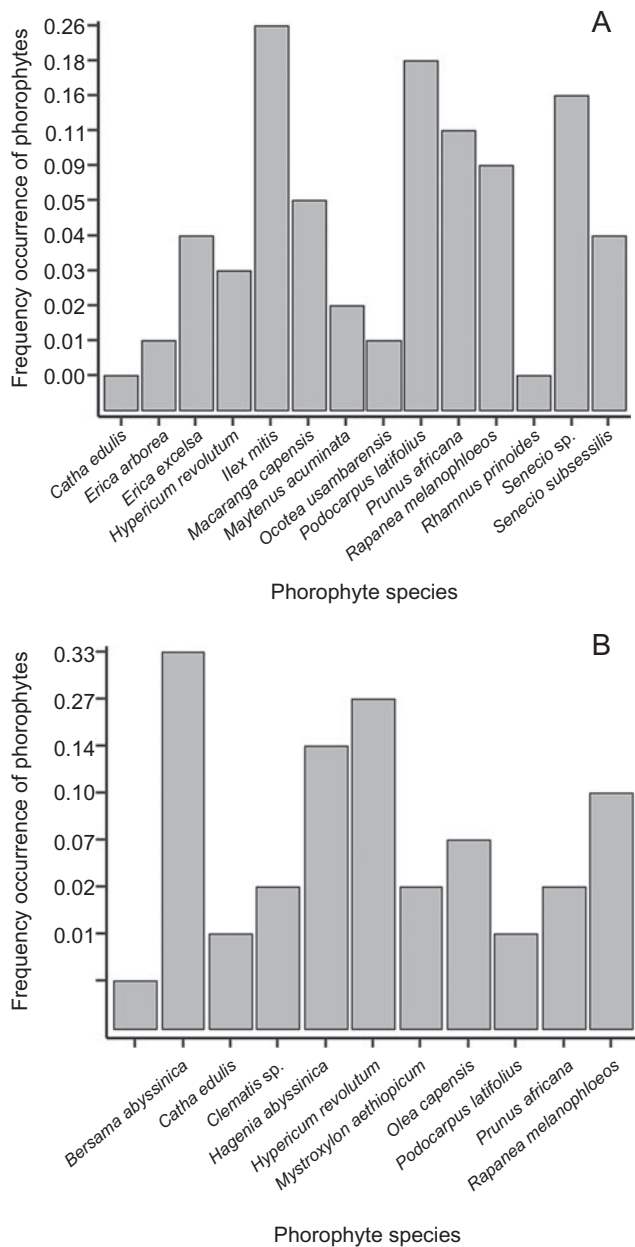 A
Frequency occurrence of phorophytes
0.26
0.18
0.16
0.11
0.09
0.05
0.04
0.03
0.02
0.01
0.00
Catha edulis
Erica arborea
Erica excelsa
Hypericum revolutum
Ilex mitis
Macaranga capensis
Maytenus acuminata
Ocotea usambarensis
Podocarpus latifolius
Prunus africana
Rapanea melanophloeos
Rhamnus prinoides
Senecio sp.
Senecio subsessilis
Phorophyte species
B
Frequency occurrence of phorophytes
0.33
0.27
0.14
0.10
0.07
0.02
0.01
Bersama abyssinica
Catha edulis
Clematis sp.
Hagenia abyssinica
Hypericum revolutum
Mystroxylon aethiopicum
Olea capensis
Podocarpus latifolius
Prunus africana
Rapanea melanophloeos
Phorophyte species